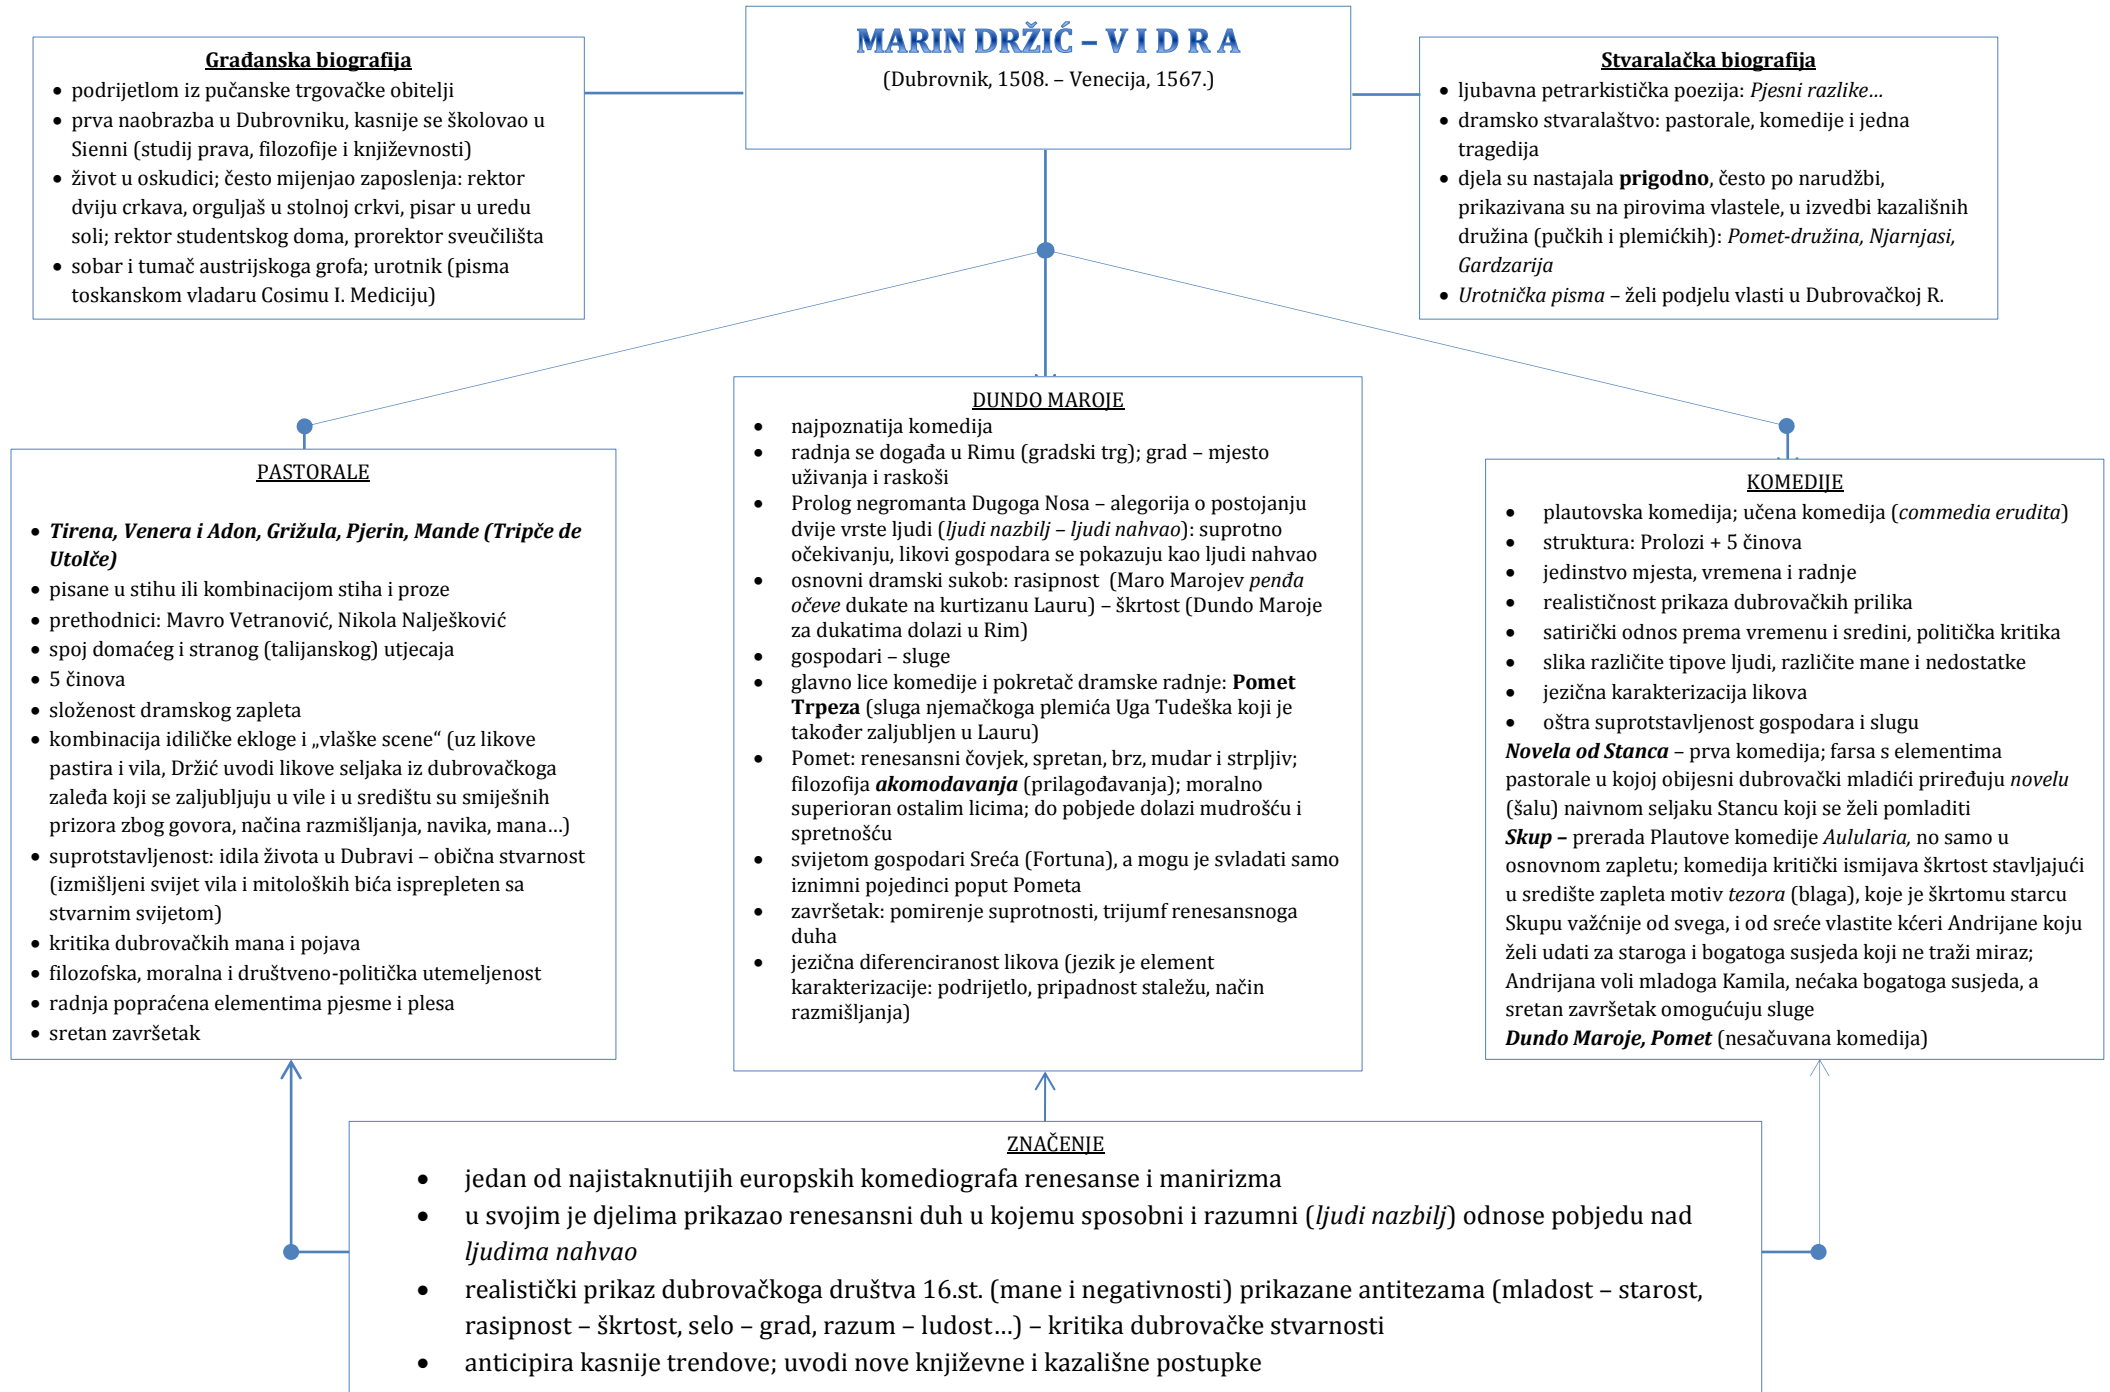 MARIN DRŽIĆ – V I D R A
(Dubrovnik, 1508. – Venecija, 1567.)
Građanska biografija
• podrijetlom iz pučanske trgovačke obitelji
• prva naobrazba u Dubrovniku, kasnije se školovao u
Sienni (studij prava, filozofije i književnosti)
• život u oskudici; često mijenjao zaposlenja: rektor
dviju crkava, orguljaš u stolnoj crkvi, pisar u uredu
soli; rektor studentskog doma, prorektor sveučilišta
• sobar i tumač austrijskoga grofa; urotnik (pisma
toskanskom vladaru Cosimu I. Mediciju)
Stvaralačka biografija
• ljubavna petrarkistička poezija: Pjesni razlike…
• dramsko stvaralaštvo: pastorale, komedije i jedna
tragedija
• djela su nastajala prigodno, često po narudžbi,
prikazivana su na pirovima vlastele, u izvedbi kazališnih
družina (pučkih i plemićkih): Pomet-družina, Njarnjasi,
Gardzarija
• Urotnička pisma – želi podjelu vlasti u Dubrovačkoj R.
PASTORALE
• Tirena, Venera i Adon, Grižula, Pjerin, Mande (Tripče de
Utolče)
• pisane u stihu ili kombinacijom stiha i proze
• prethodnici: Mavro Vetranović, Nikola Nalješković
• spoj domaćeg i stranog (talijanskog) utjecaja
• 5 činova
• složenost dramskog zapleta
• kombinacija idiličke ekloge i „vlaške scene“ (uz likove
pastira i vila, Držić uvodi likove seljaka iz dubrovačkoga
zaleđa koji se zaljubljuju u vile i u središtu su smiješnih
prizora zbog govora, načina razmišljanja, navika, mana…)
• suprotstavljenost: idila života u Dubravi – obična stvarnost
(izmišljeni svijet vila i mitoloških bića isprepleten sa
stvarnim svijetom)
• kritika dubrovačkih mana i pojava
• filozofska, moralna i društveno-politička utemeljenost
• radnja popraćena elementima pjesme i plesa
• sretan završetak
DUNDO MAROJE
• najpoznatija komedija
• radnja se događa u Rimu (gradski trg); grad – mjesto
uživanja i raskoši
• Prolog negromanta Dugoga Nosa – alegorija o postojanju
dvije vrste ljudi (ljudi nazbilj – ljudi nahvao): suprotno
očekivanju, likovi gospodara se pokazuju kao ljudi nahvao
• osnovni dramski sukob: rasipnost (Maro Marojev penđa
očeve dukate na kurtizanu Lauru) – škrtost (Dundo Maroje
za dukatima dolazi u Rim)
• gospodari – sluge
• glavno lice komedije i pokretač dramske radnje: Pomet
Trpeza (sluga njemačkoga plemića Uga Tudeška koji je
također zaljubljen u Lauru)
• Pomet: renesansni čovjek, spretan, brz, mudar i strpljiv;
filozofija akomodavanja (prilagođavanja); moralno
superioran ostalim licima; do pobjede dolazi mudrošću i
spretnošću
• svijetom gospodari Sreća (Fortuna), a mogu je svladati samo
iznimni pojedinci poput Pometa
• završetak: pomirenje suprotnosti, trijumf renesansnoga
duha
• jezična diferenciranost likova (jezik je element
karakterizacije: podrijetlo, pripadnost staležu, način
razmišljanja)
KOMEDIJE
• plautovska komedija; učena komedija (commedia erudita)
• struktura: Prolozi + 5 činova
• jedinstvo mjesta, vremena i radnje
• realističnost prikaza dubrovačkih prilika
• satirički odnos prema vremenu i sredini, politička kritika
• slika različite tipove ljudi, različite mane i nedostatke
• jezična karakterizacija likova
• oštra suprotstavljenost gospodara i slugu
Novela od Stanca – prva komedija; farsa s elementima
pastorale u kojoj obijesni dubrovački mladići priređuju novelu
(šalu) naivnom seljaku Stancu koji se želi pomladiti
Skup – prerada Plautove komedije Aulularia, no samo u
osnovnom zapletu; komedija kritički ismijava škrtost stavljajući
u središte zapleta motiv tezora (blaga), koje je škrtomu starcu
Skupu važćnije od svega, i od sreće vlastite kćeri Andrijane koju
želi udati za staroga i bogatoga susjeda koji ne traži miraz;
Andrijana voli mladoga Kamila, nećaka bogatoga susjeda, a
sretan završetak omogućuju sluge
Dundo Maroje, Pomet (nesačuvana komedija)
ZNAČENJE
• jedan od najistaknutijih europskih komediografa renesanse i manirizma
• u svojim je djelima prikazao renesansni duh u kojemu sposobni i razumni (ljudi nazbilj) odnose pobjedu nad
ljudima nahvao
• realistički prikaz dubrovačkoga društva 16.st. (mane i negativnosti) prikazane antitezama (mladost – starost,
rasipnost – škrtost, selo – grad, razum – ludost…) – kritika dubrovačke stvarnosti
• anticipira kasnije trendove; uvodi nove književne i kazališne postupke